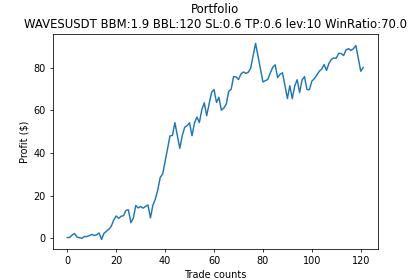 Portfolio
WAVESUSDT BBM:1.9 BBL:120 SL:0.6 TP:0.6 lev:10 WinRatio:70.0
80
60
40
20
0
Profit ($)
0 20 40 60 80 100 120
Trade counts